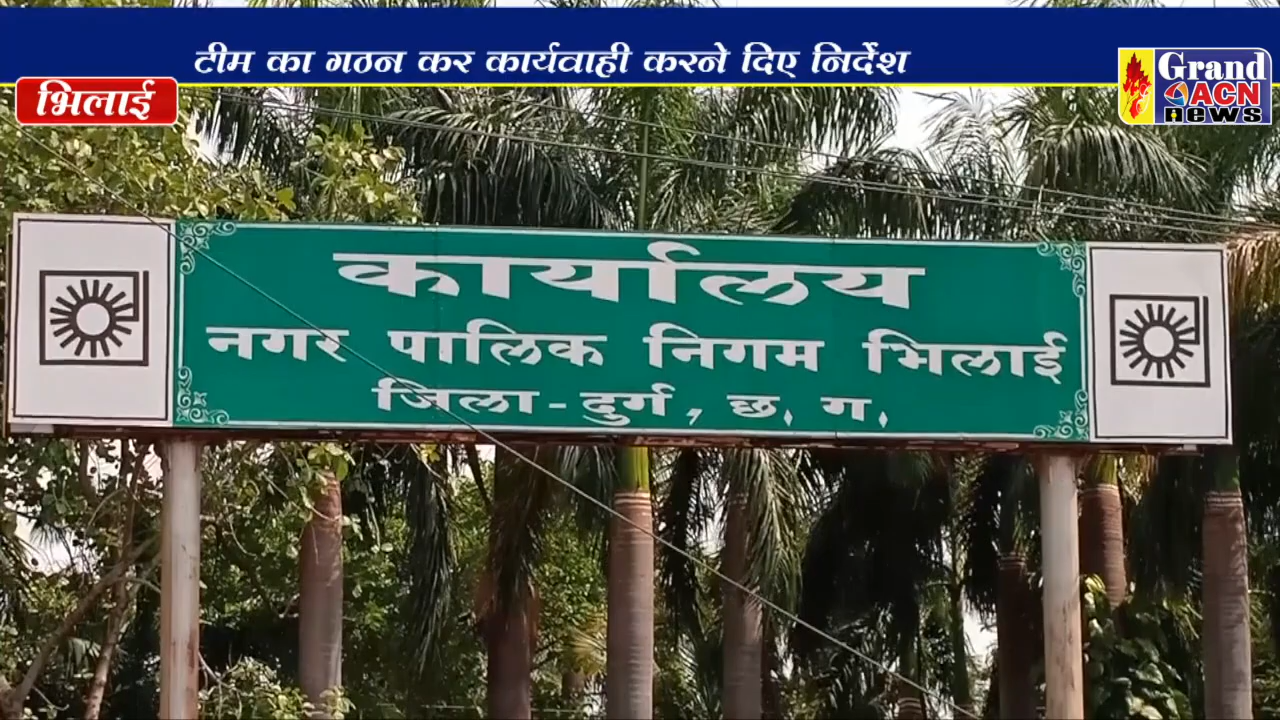 टीम का गठन कर कार्यवाही करने दिए निर्देश
भिलाई
Grand
ACN
news
कार्यालय
नगर पालिक निगम भिलाई
जिला - दुर्ग, छ. ग.